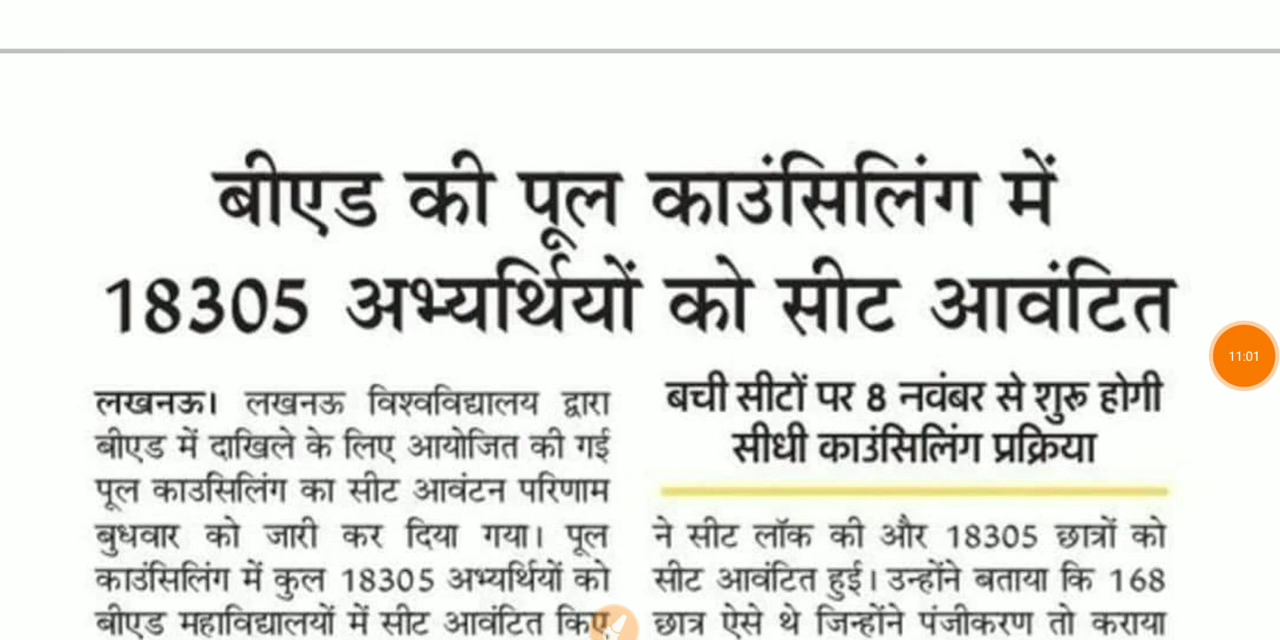 बीएड की पूल काउंसिलिंग में
18305 अभ्यर्थियों को सीट आवंटित
लखनऊ। लखनऊ विश्वविद्यालय द्वारा
बीएड में दाखिले के लिए आयोजित की गई
पूल काउसिलिंग का सीट आवंटन परिणाम
बुधवार को जारी कर दिया गया। पूल
काउंसिलिंग में कुल 18305 अभ्यर्थियों को
बीएड महाविद्यालयों में सीट आवंटित किए
बची सीटों पर 8 नवंबर से शुरू होगी
सीधी काउंसिलिंग प्रक्रिया
ने सीट लॉक की और 18305 छात्रों को
सीट आवंटित हुई। उन्होंने बताया कि 168
छात्र ऐसे थे जिन्होंने पंजीकरण तो कराया
11:01